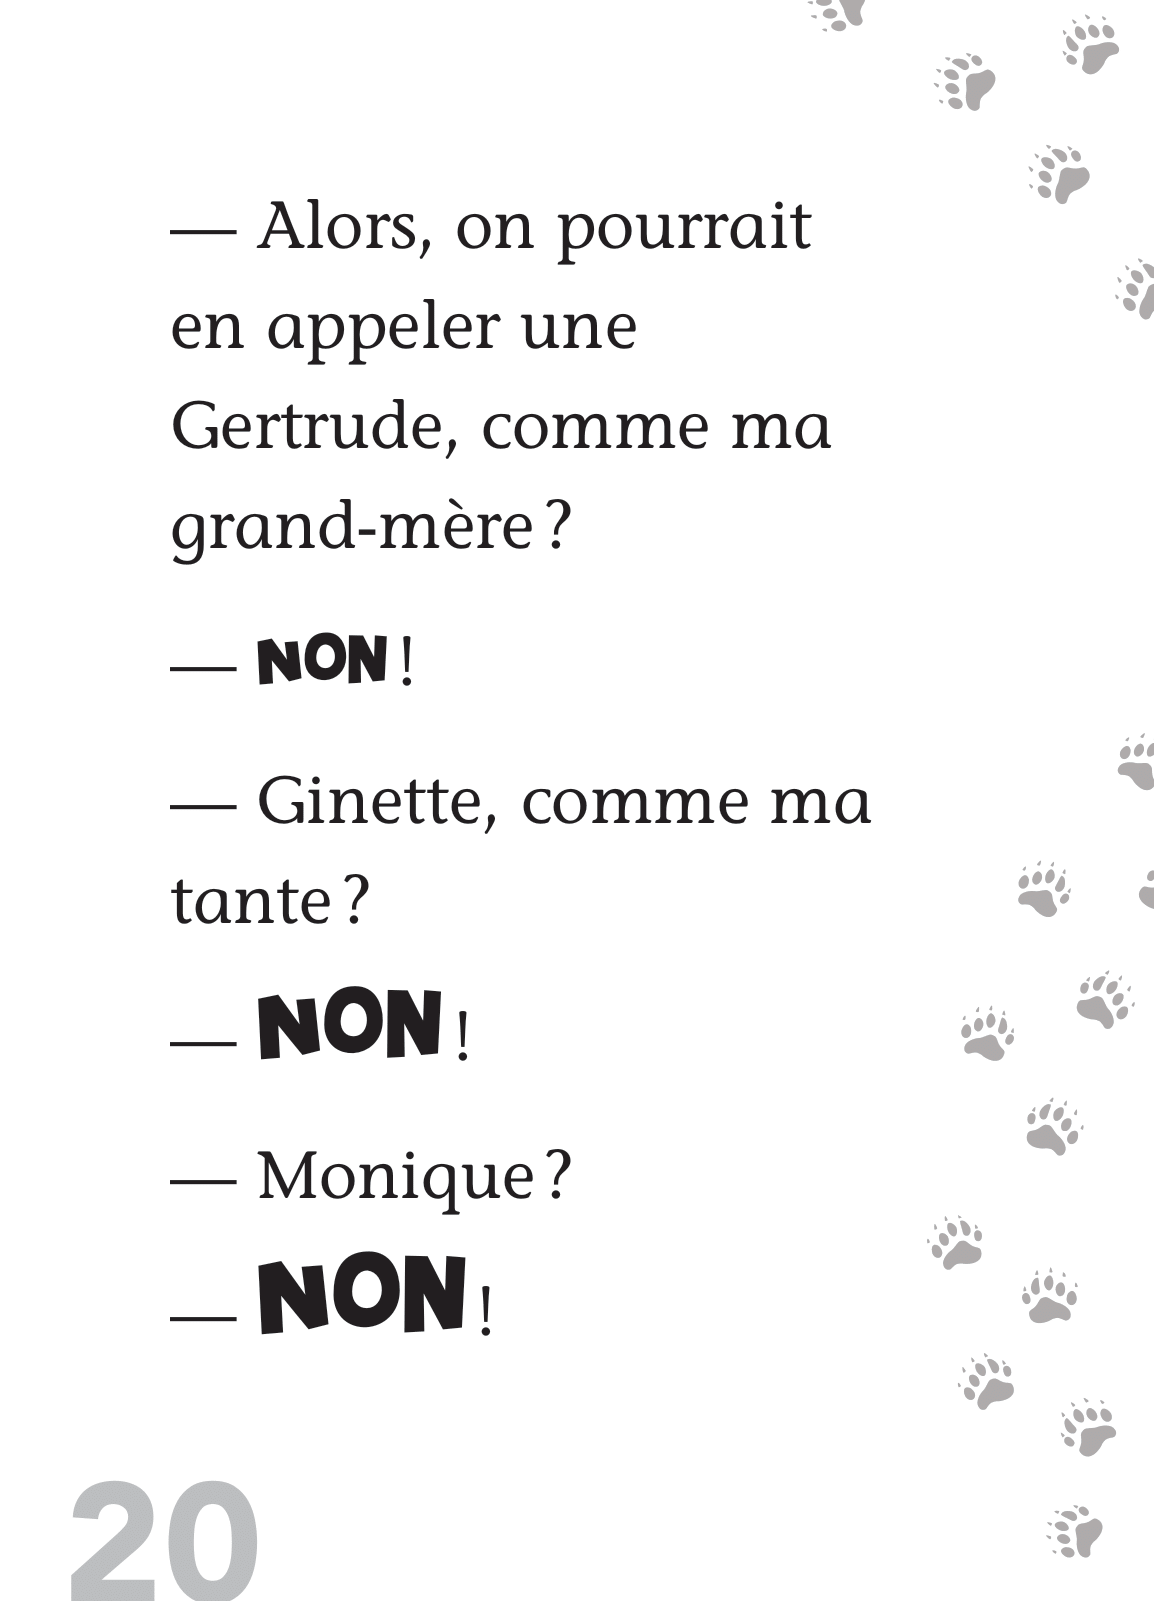 — Alors, on pourrait
en appeler une
Gertrude, comme ma
grand-mère ?
— NON !
— Ginette, comme ma
tante ?
— NON !
— Monique ?
— NON !
20